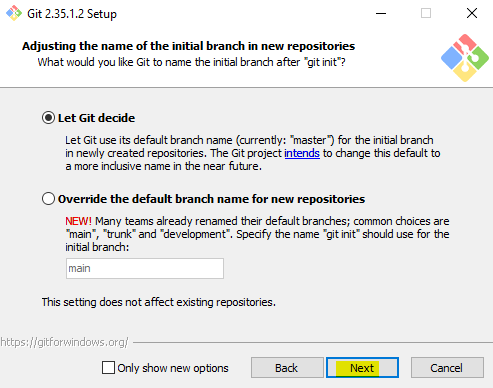 Git 2.35.1.2 Setup
Adjusting the name of the initial branch in new repositories
What would you like Git to name the initial branch after "git init"?
Let Git decide
Let Git use its default branch name (currently: "master") for the initial branch
in newly created repositories. The Git project intends to change this default to
a more inclusive name in the near future.
Override the default branch name for new repositories
NEW! Many teams already renamed their default branches; common choices are
"main", "trunk" and "development". Specify the name "git init" should use for the
initial branch:
main
This setting does not affect existing repositories.
https://gitforwindows.org/
Only show new options
Back
Next
Cancel